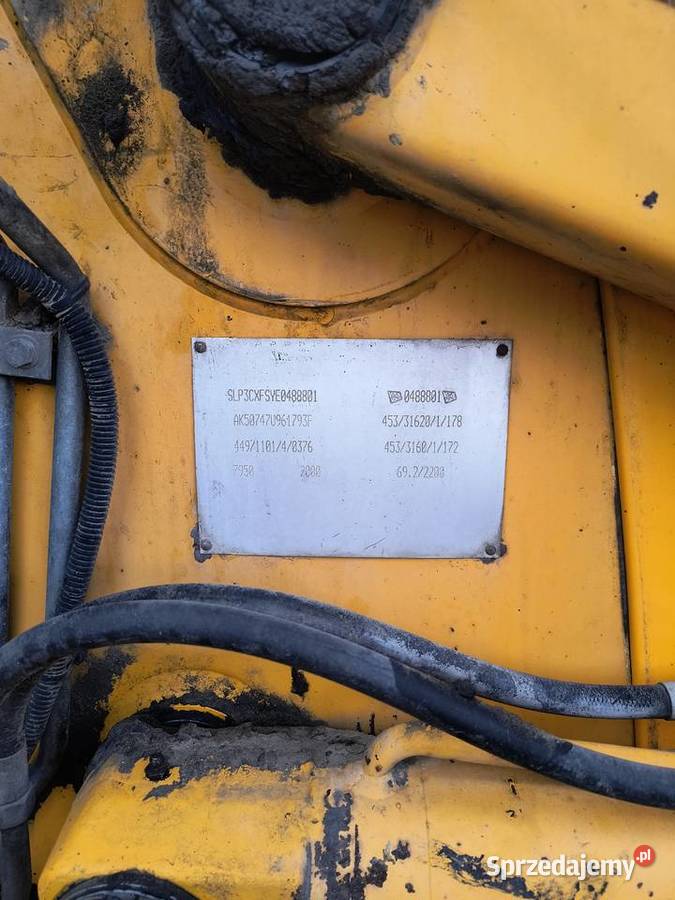 SLP3CXFSVE0488801 0488801
AK50747U961793F 453/31620/1/178
449/1101/4/0376 453/3160/1/172
7950 2000 69.2/2200
Sprzedajemy.pl